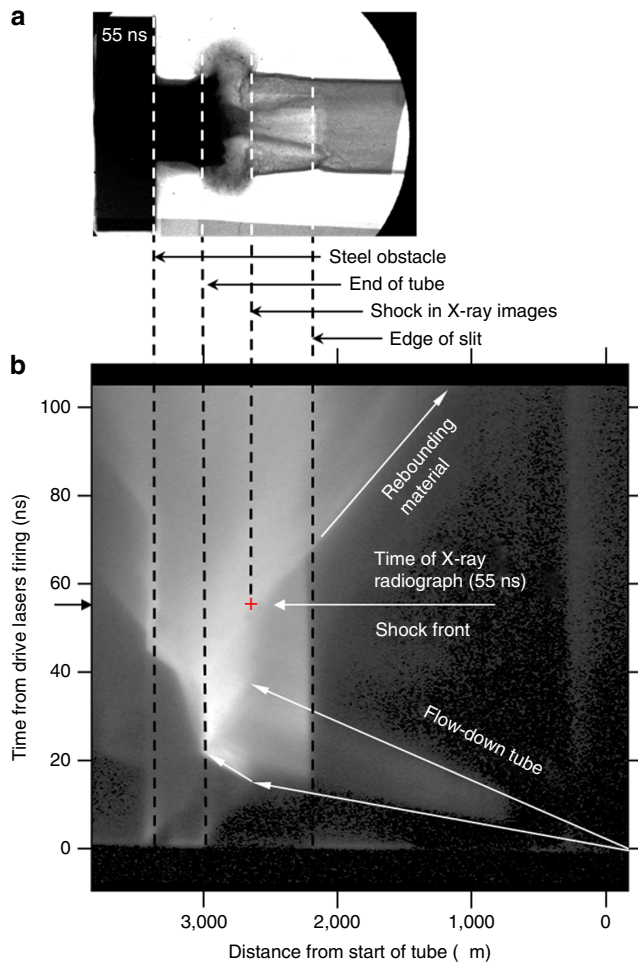 a
55 ns
Steel obstacle
End of tube
Shock in X-ray images
Edge of slit
b
100
80
60
40
20
0
Time from drive lasers firing (ns)
Rebounding
material
Time of X-ray
radiograph (55 ns)
Shock front
Flow-down tube
3,000
2,000
1,000
0
Distance from start of tube ( m)